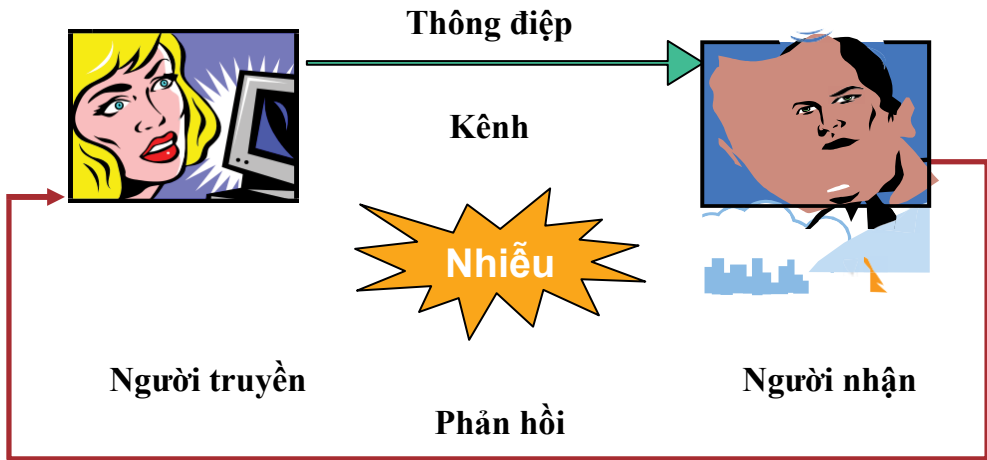 Thông điệp
Kênh
Nhiễu
Người truyền
Người nhận
Phản hồi